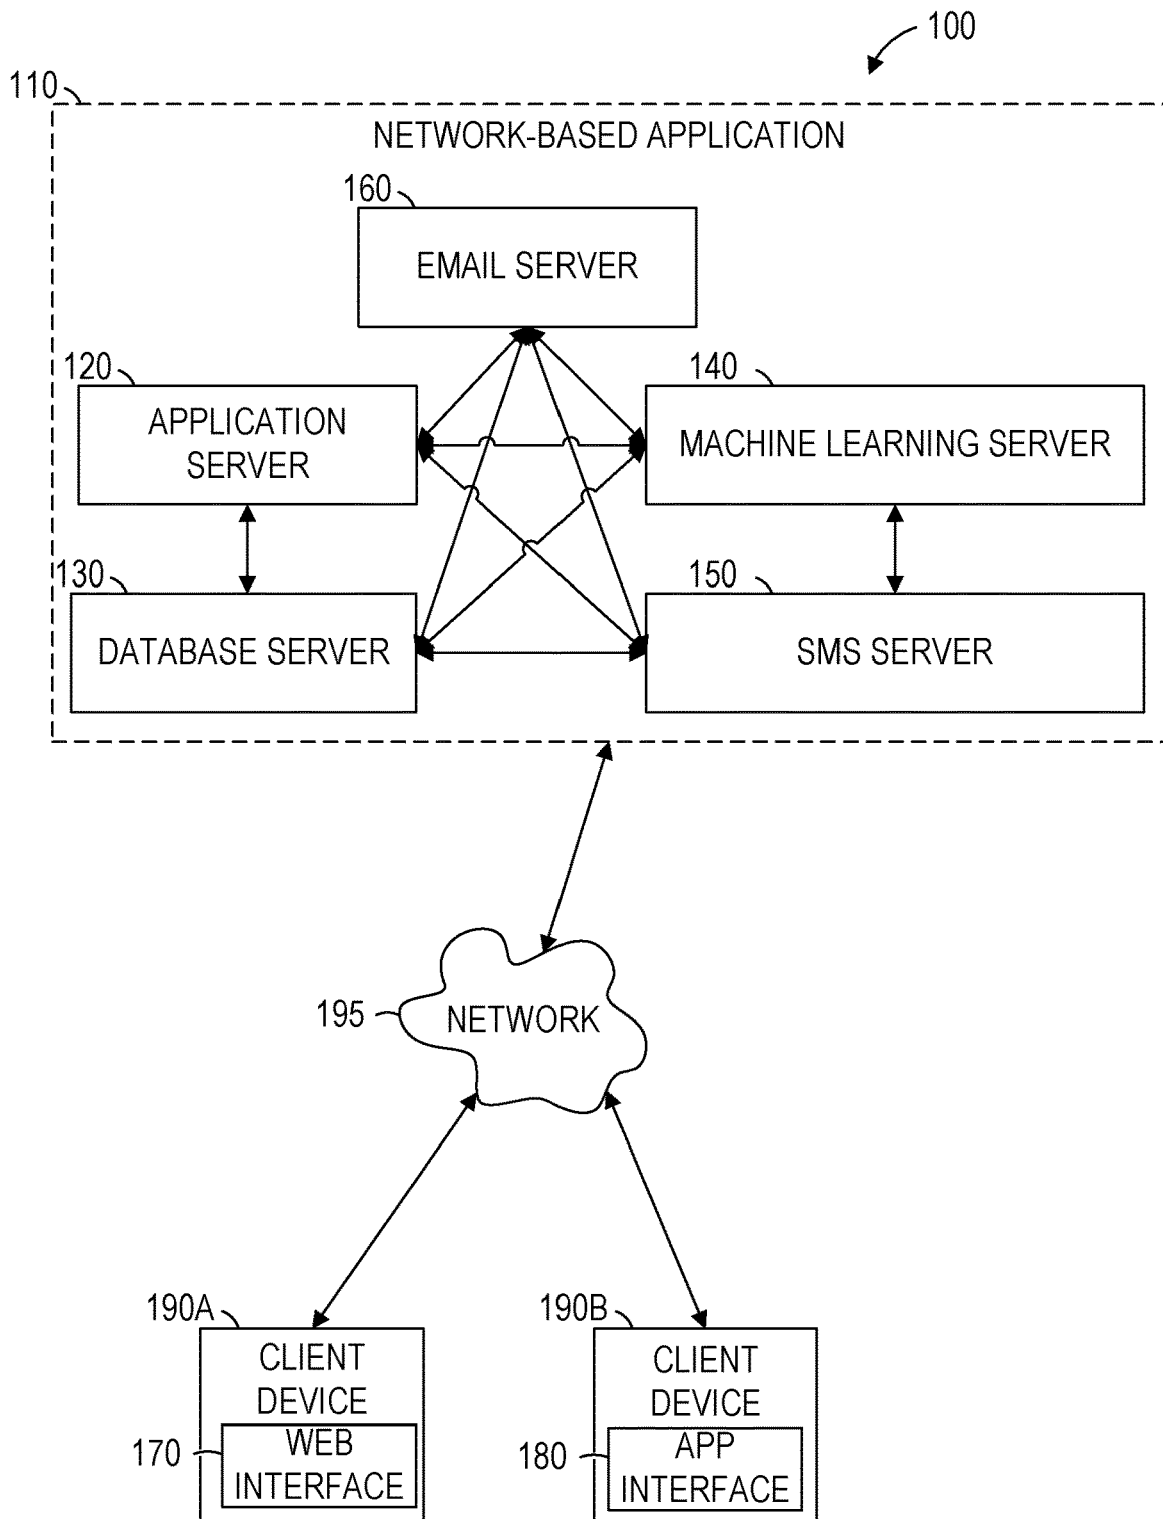 100
110
NETWORK-BASED APPLICATION
160
EMAIL SERVER
120
APPLICATION
SERVER
140
MACHINE LEARNING SERVER
130
DATABASE SERVER
150
SMS SERVER
195
NETWORK
190A
CLIENT
DEVICE
170
WEB
INTERFACE
190B
CLIENT
DEVICE
180
APP
INTERFACE